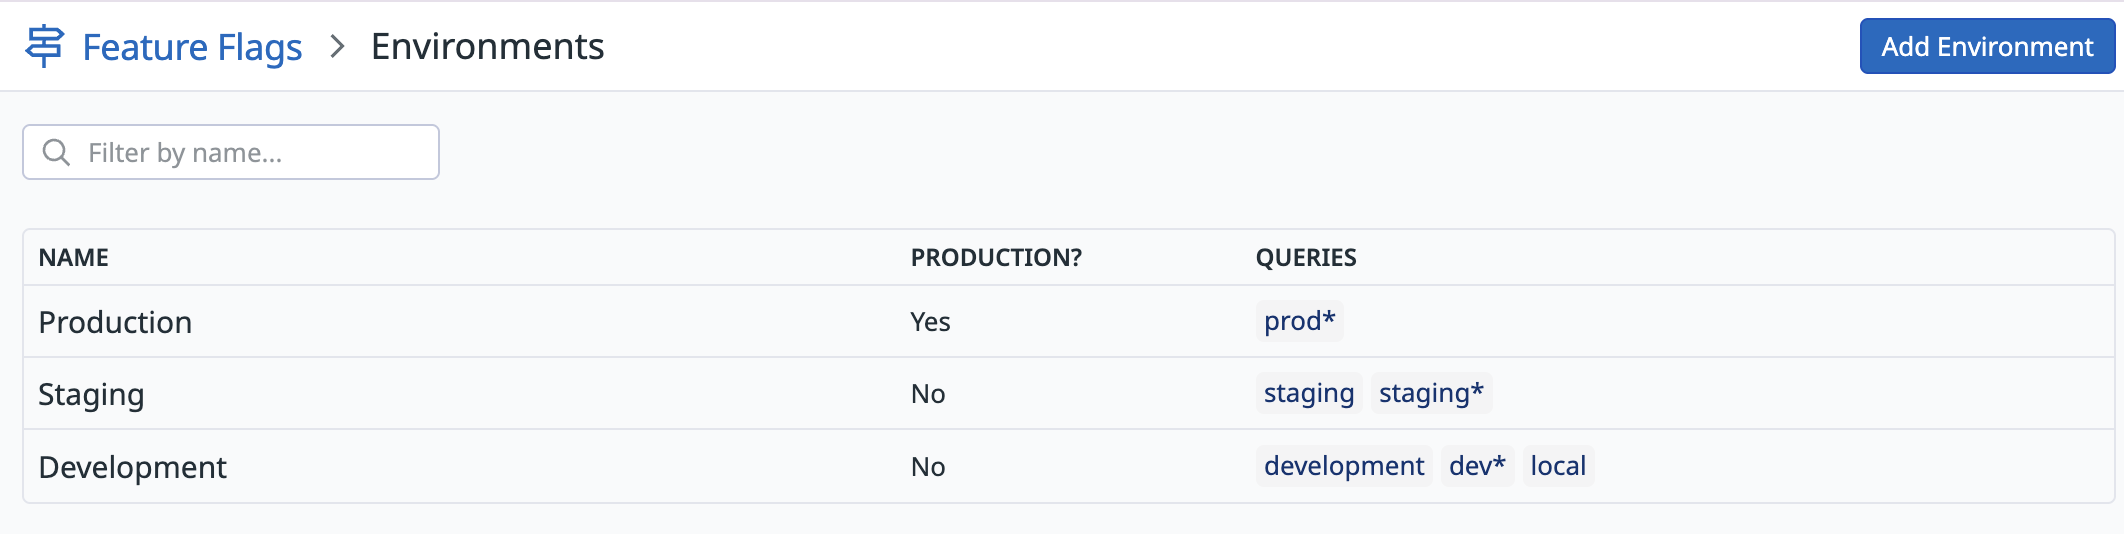 Feature Flags > Environments Add Environment
Filter by name...
NAME PRODUCTION? QUERIES
Production Yes prod*
Staging No staging staging*
Development No development dev* local